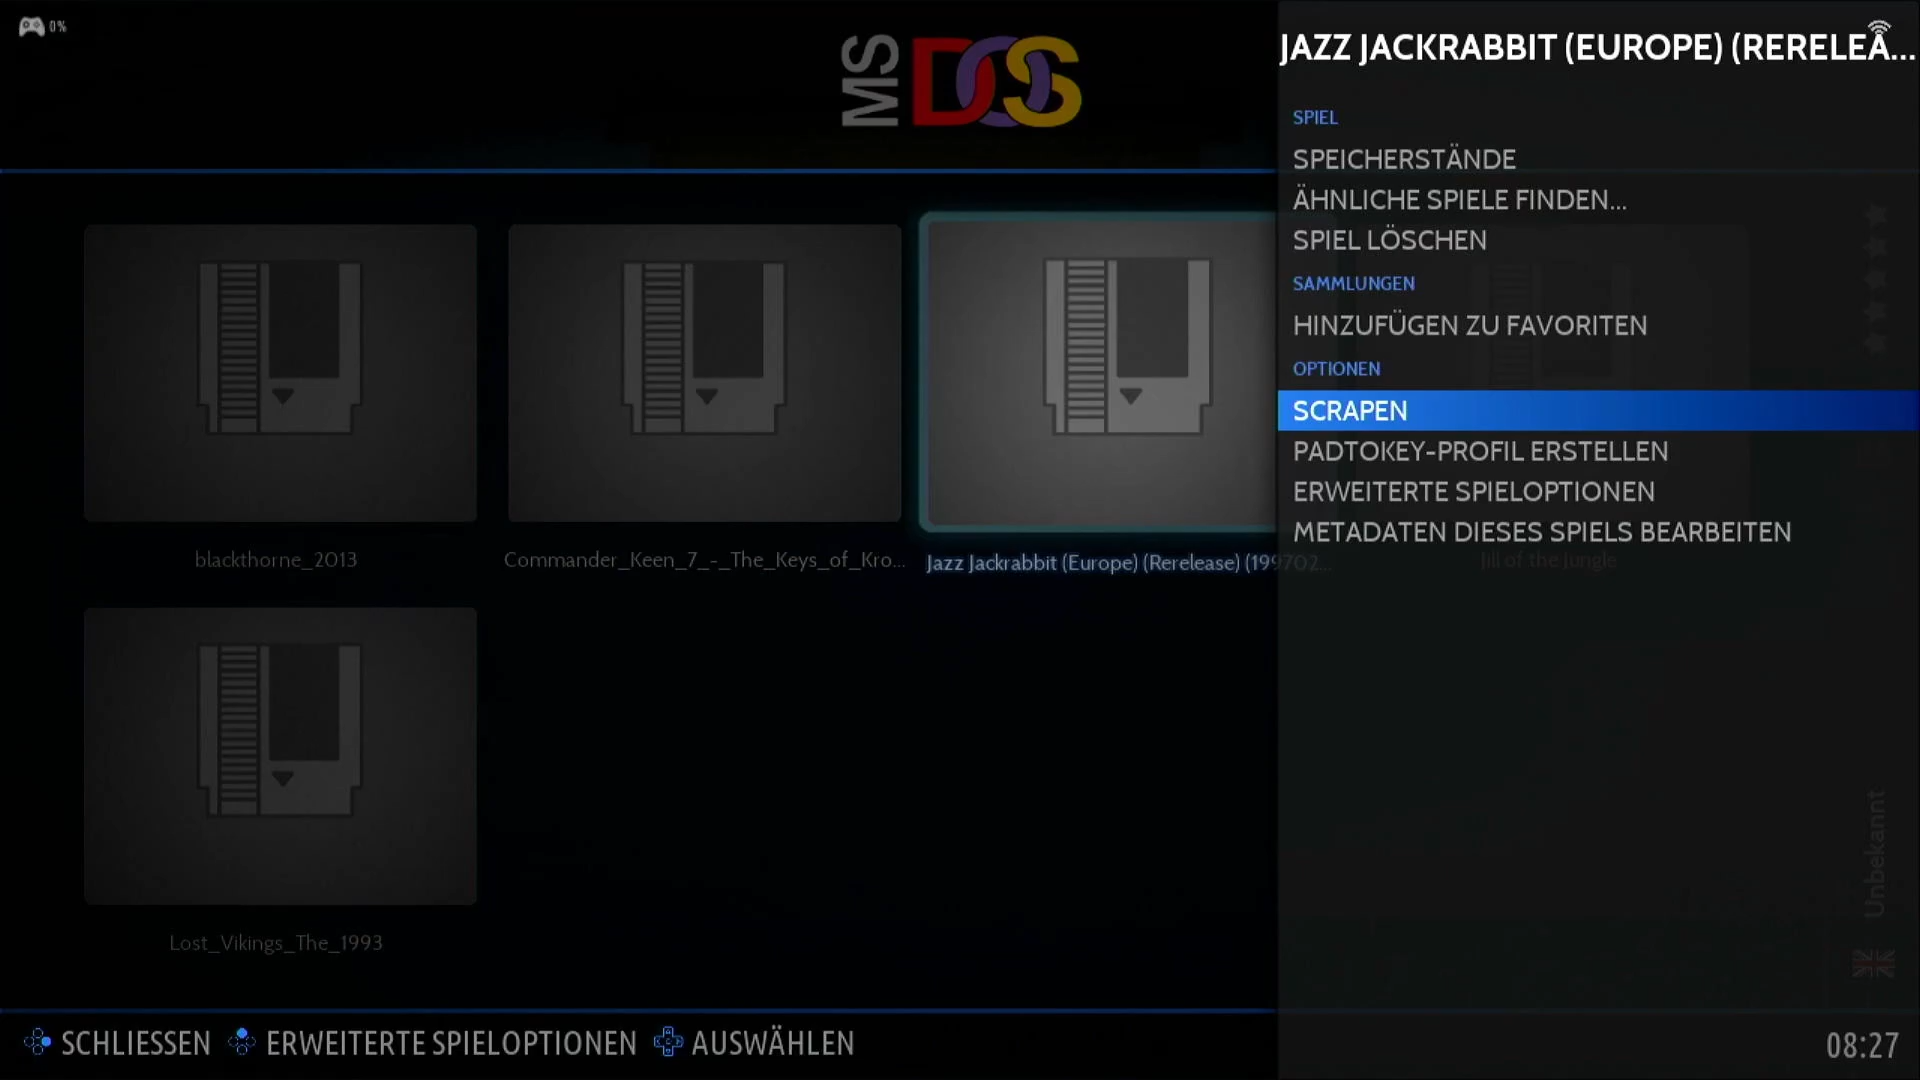 0%
MS
DOS
JAZZ JACKRABBIT (EUROPE) (RERELEA...
SPIEL
SPEICHERSTÄNDE
ÄHNLICHE SPIELE FINDEN...
SPIEL LÖSCHEN
SAMMLUNGEN
HINZUFÜGEN ZU FAVORITEN
OPTIONEN
SCRAPEN
PADTOKEY-PROFIL ERSTELLEN
ERWEITERTE SPIELOPTIONEN
METADATEN DIESES SPIELS BEARBEITEN
blackthorne_2013
Commander_Keen_7_-_The_Keys_of_Kro...
Jazz Jackrabbit (Europe) (Rerelease) (199702...
Jill of the Jungle
Lost_Vikings_The_1993
Unbekannt
SCHLIESSEN
ERWEITERTE SPIELOPTIONEN
AUSWÄHLEN
08:27